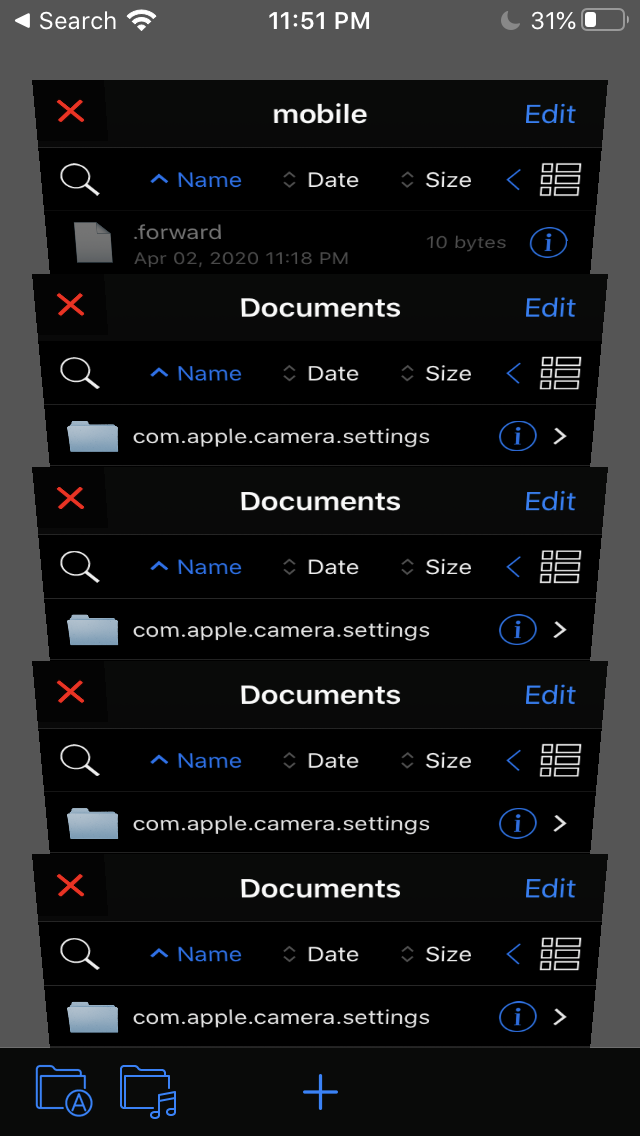 Search 11:51 PM 31%
mobile Edit
Name Date Size
.forward
10 bytes
Apr 02, 2020 11:18 PM
Documents Edit
Name Date Size
com.apple.camera.settings
Documents Edit
Name Date Size
com.apple.camera.settings
Documents Edit
Name Date Size
com.apple.camera.settings
Documents Edit
Name Date Size
com.apple.camera.settings